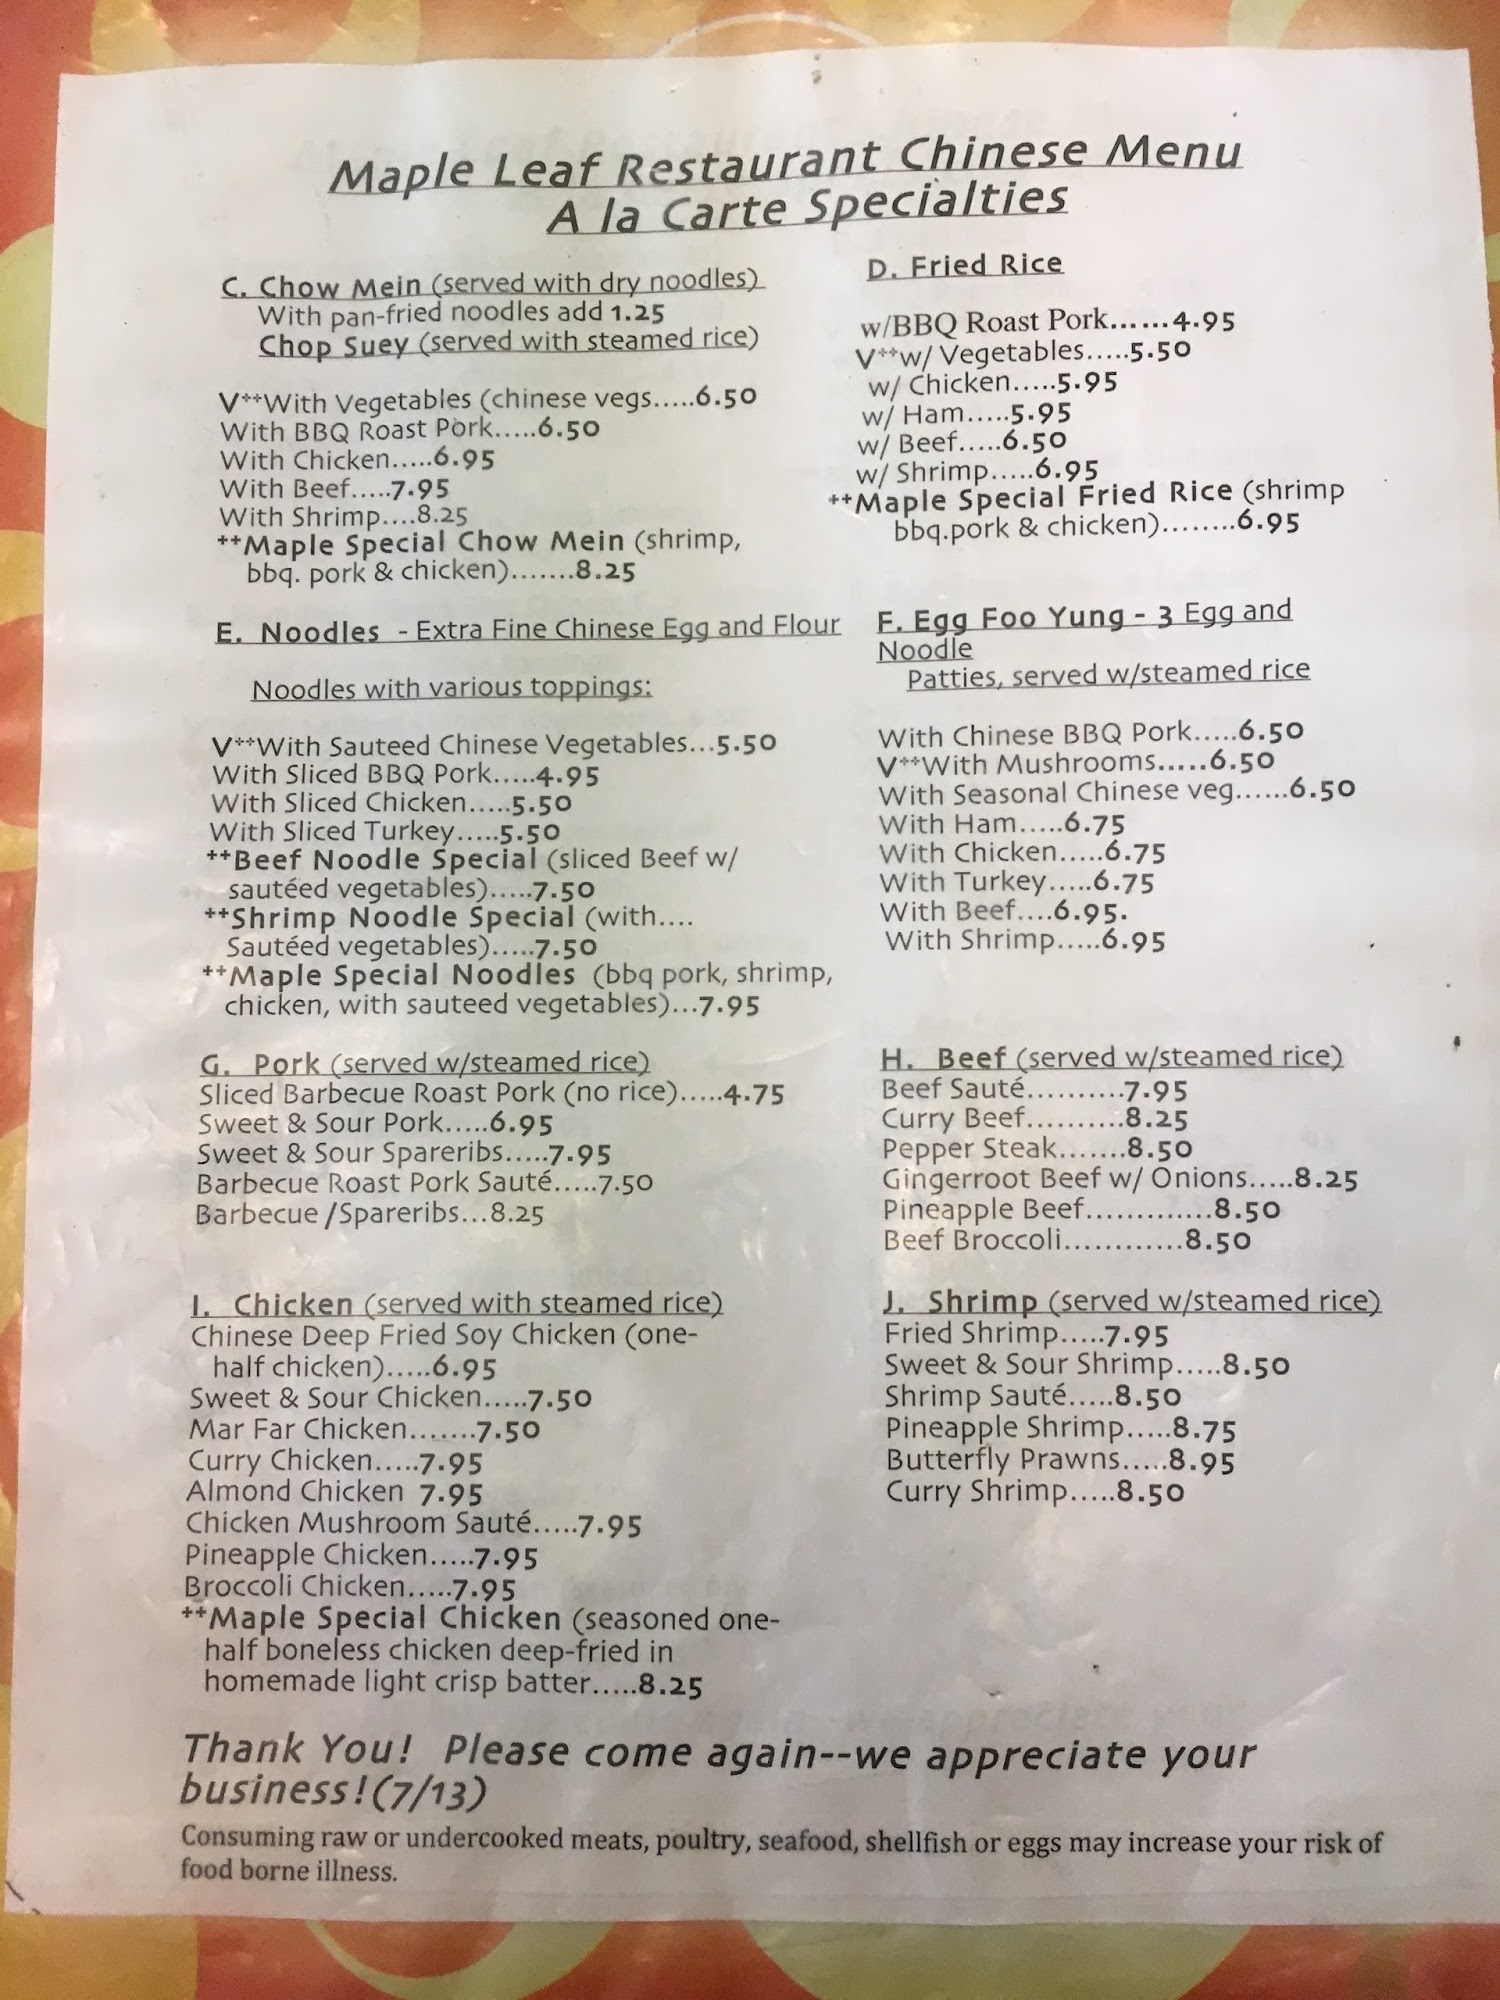 Maple Leaf Restaurant Chinese Menu
A la Carte Specialties
C. Chow Mein (served with dry noodles)
With pan-fried noodles add 1.25
Chop Suey (served with steamed rice)
V**With Vegetables (chinese vegs.....6.50
With BBQ Roast Pork.....6.50
With Chicken.....6.95
With Beef.....7.95
With Shrimp....8.25
**Maple Special Chow Mein (shrimp,
bbq. pork & chicken).......8.25
D. Fried Rice
w/BBQ Roast Pork......4.95
V**w/ Vegetables.....5.50
w/ Chicken.....5.95
w/ Ham.....5.95
w/ Beef.....6.50
w/ Shrimp.....6.95
**Maple Special Fried Rice (shrimp
bbq.pork & chicken)........6.95
E. Noodles - Extra Fine Chinese Egg and Flour
Noodles with various toppings:
V**With Sauteed Chinese Vegetables...5.50
With Sliced BBQ Pork.....4.95
With Sliced Chicken.....5.50
With Sliced Turkey.....5.50
**Beef Noodle Special (sliced Beef w/
sautéed vegetables).....7.50
**Shrimp Noodle Special (with....
Sautéed vegetables).....7.50
**Maple Special Noodles (bbq pork, shrimp,
chicken, with sauteed vegetables)...7.95
F. Egg Foo Yung - 3 Egg and
Noodle
Patties, served w/steamed rice
With Chinese BBQ Pork.....6.50
V**With Mushrooms.....6.50
With Seasonal Chinese veg......6.50
With Ham.....6.75
With Chicken.....6.75
With Turkey.....6.75
With Beef....6.95.
With Shrimp.....6.95
G. Pork (served w/steamed rice)
Sliced Barbecue Roast Pork (no rice).....4.75
Sweet & Sour Pork.....6.95
Sweet & Sour Spareribs.....7.95
Barbecue Roast Pork Sauté.....7.50
Barbecue /Spareribs...8.25
H. Beef (served w/steamed rice)
Beef Sauté..........7.95
Curry Beef..........8.25
Pepper Steak.......8.50
Gingerroot Beef w/ Onions.....8.25
Pineapple Beef.............8.50
Beef Broccoli............8.50
I. Chicken (served with steamed rice)
Chinese Deep Fried Soy Chicken (one-
half chicken).....6.95
Sweet & Sour Chicken.....7.50
Mar Far Chicken.......7.50
Curry Chicken.....7.95
Almond Chicken 7.95
Chicken Mushroom Sauté.....7.95
Pineapple Chicken.....7.95
Broccoli Chicken.....7.95
**Maple Special Chicken (seasoned one-
half boneless chicken deep-fried in
homemade light crisp batter.....8.25
J. Shrimp (served w/steamed rice)
Fried Shrimp.....7.95
Sweet & Sour Shrimp.....8.50
Shrimp Sauté.....8.50
Pineapple Shrimp.....8.75
Butterfly Prawns.....8.95
Curry Shrimp.....8.50
Thank You! Please come again--we appreciate your
business!(7/13)
Consuming raw or undercooked meats, poultry, seafood, shellfish or eggs may increase your risk of
food borne illness.